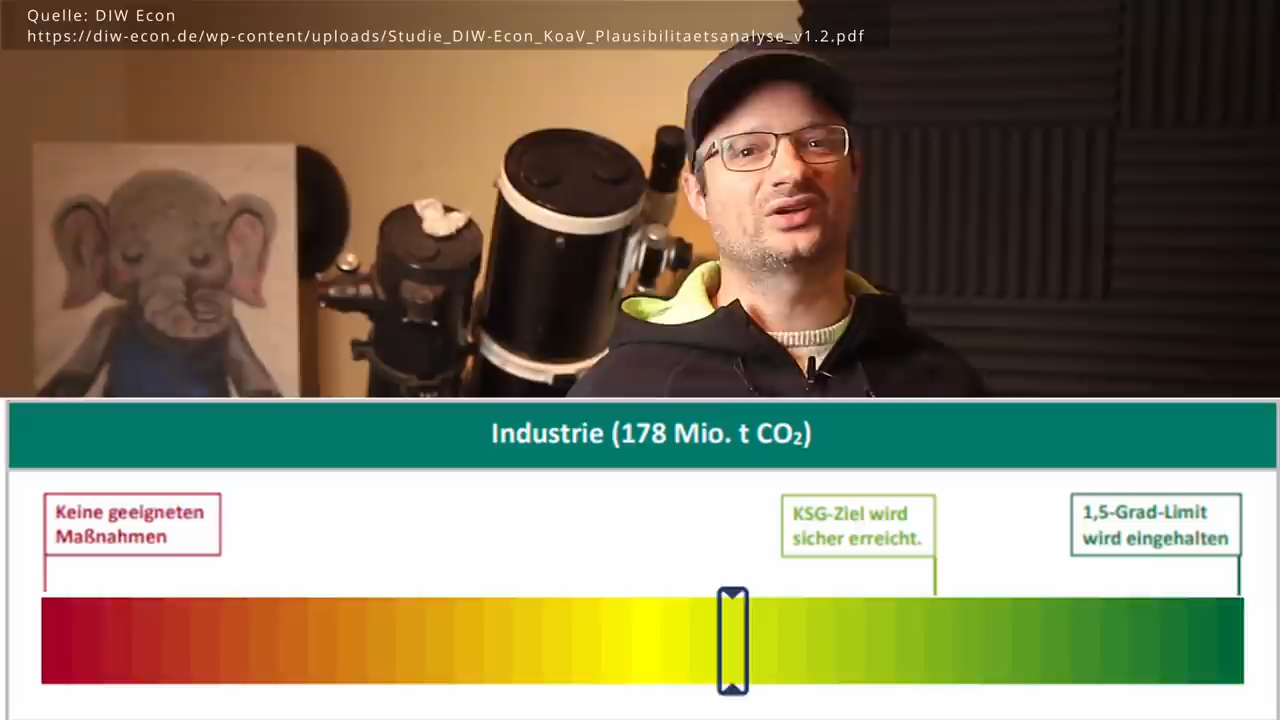 Quelle: DIW Econ
https://diw-econ.de/wp-content/uploads/Studie_DIW-Econ_KoaV_Plausibilitaetsanalyse_v1.2.pdf
Industrie (178 Mio. t CO₂)
Keine geeigneten
Maßnahmen
KSG-Ziel wird
sicher erreicht.
1,5-Grad-Limit
wird eingehalten